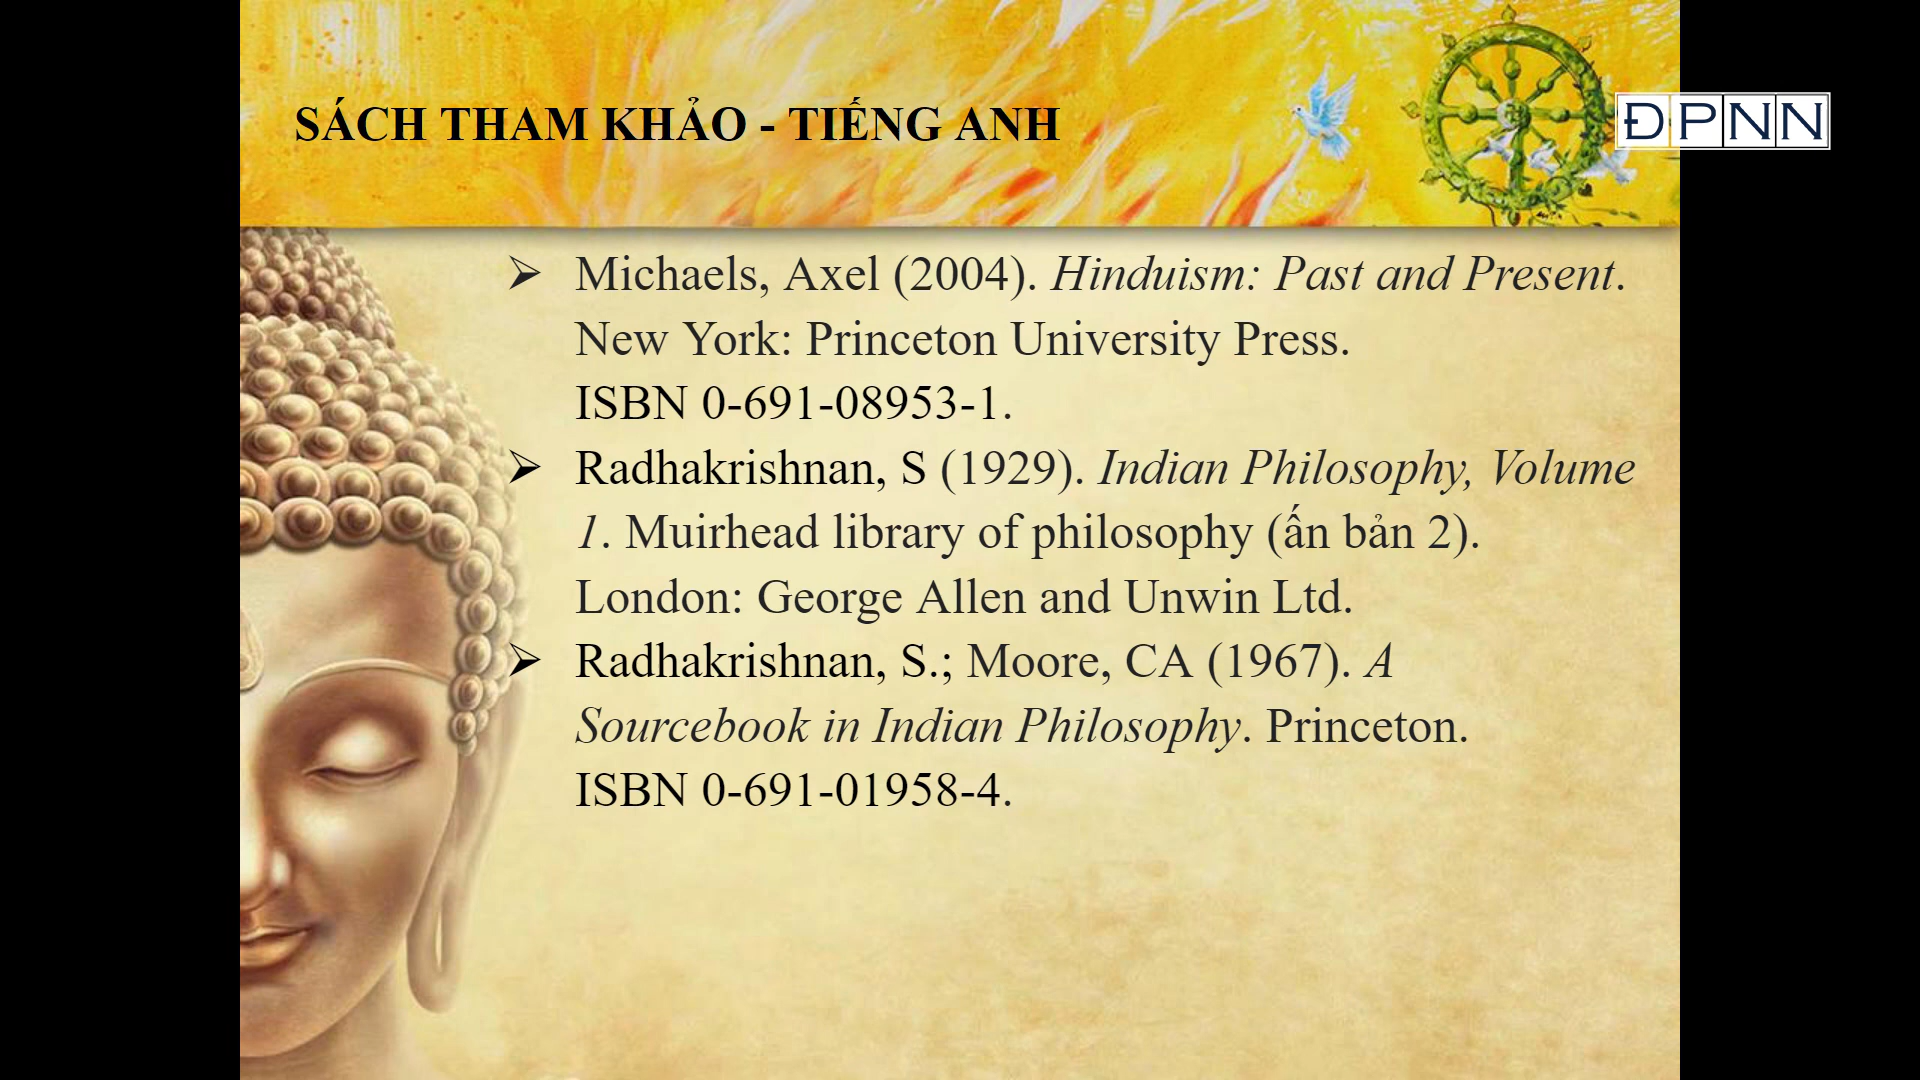 SÁCH THAM KHẢO - TIẾNG ANH
ĐPNN
➢ Michaels, Axel (2004). Hinduism: Past and Present.
New York: Princeton University Press.
ISBN 0-691-08953-1.
➢ Radhakrishnan, S (1929). Indian Philosophy, Volume
1. Muirhead library of philosophy (ấn bản 2).
London: George Allen and Unwin Ltd.
➢ Radhakrishnan, S.; Moore, CA (1967). A
Sourcebook in Indian Philosophy. Princeton.
ISBN 0-691-01958-4.